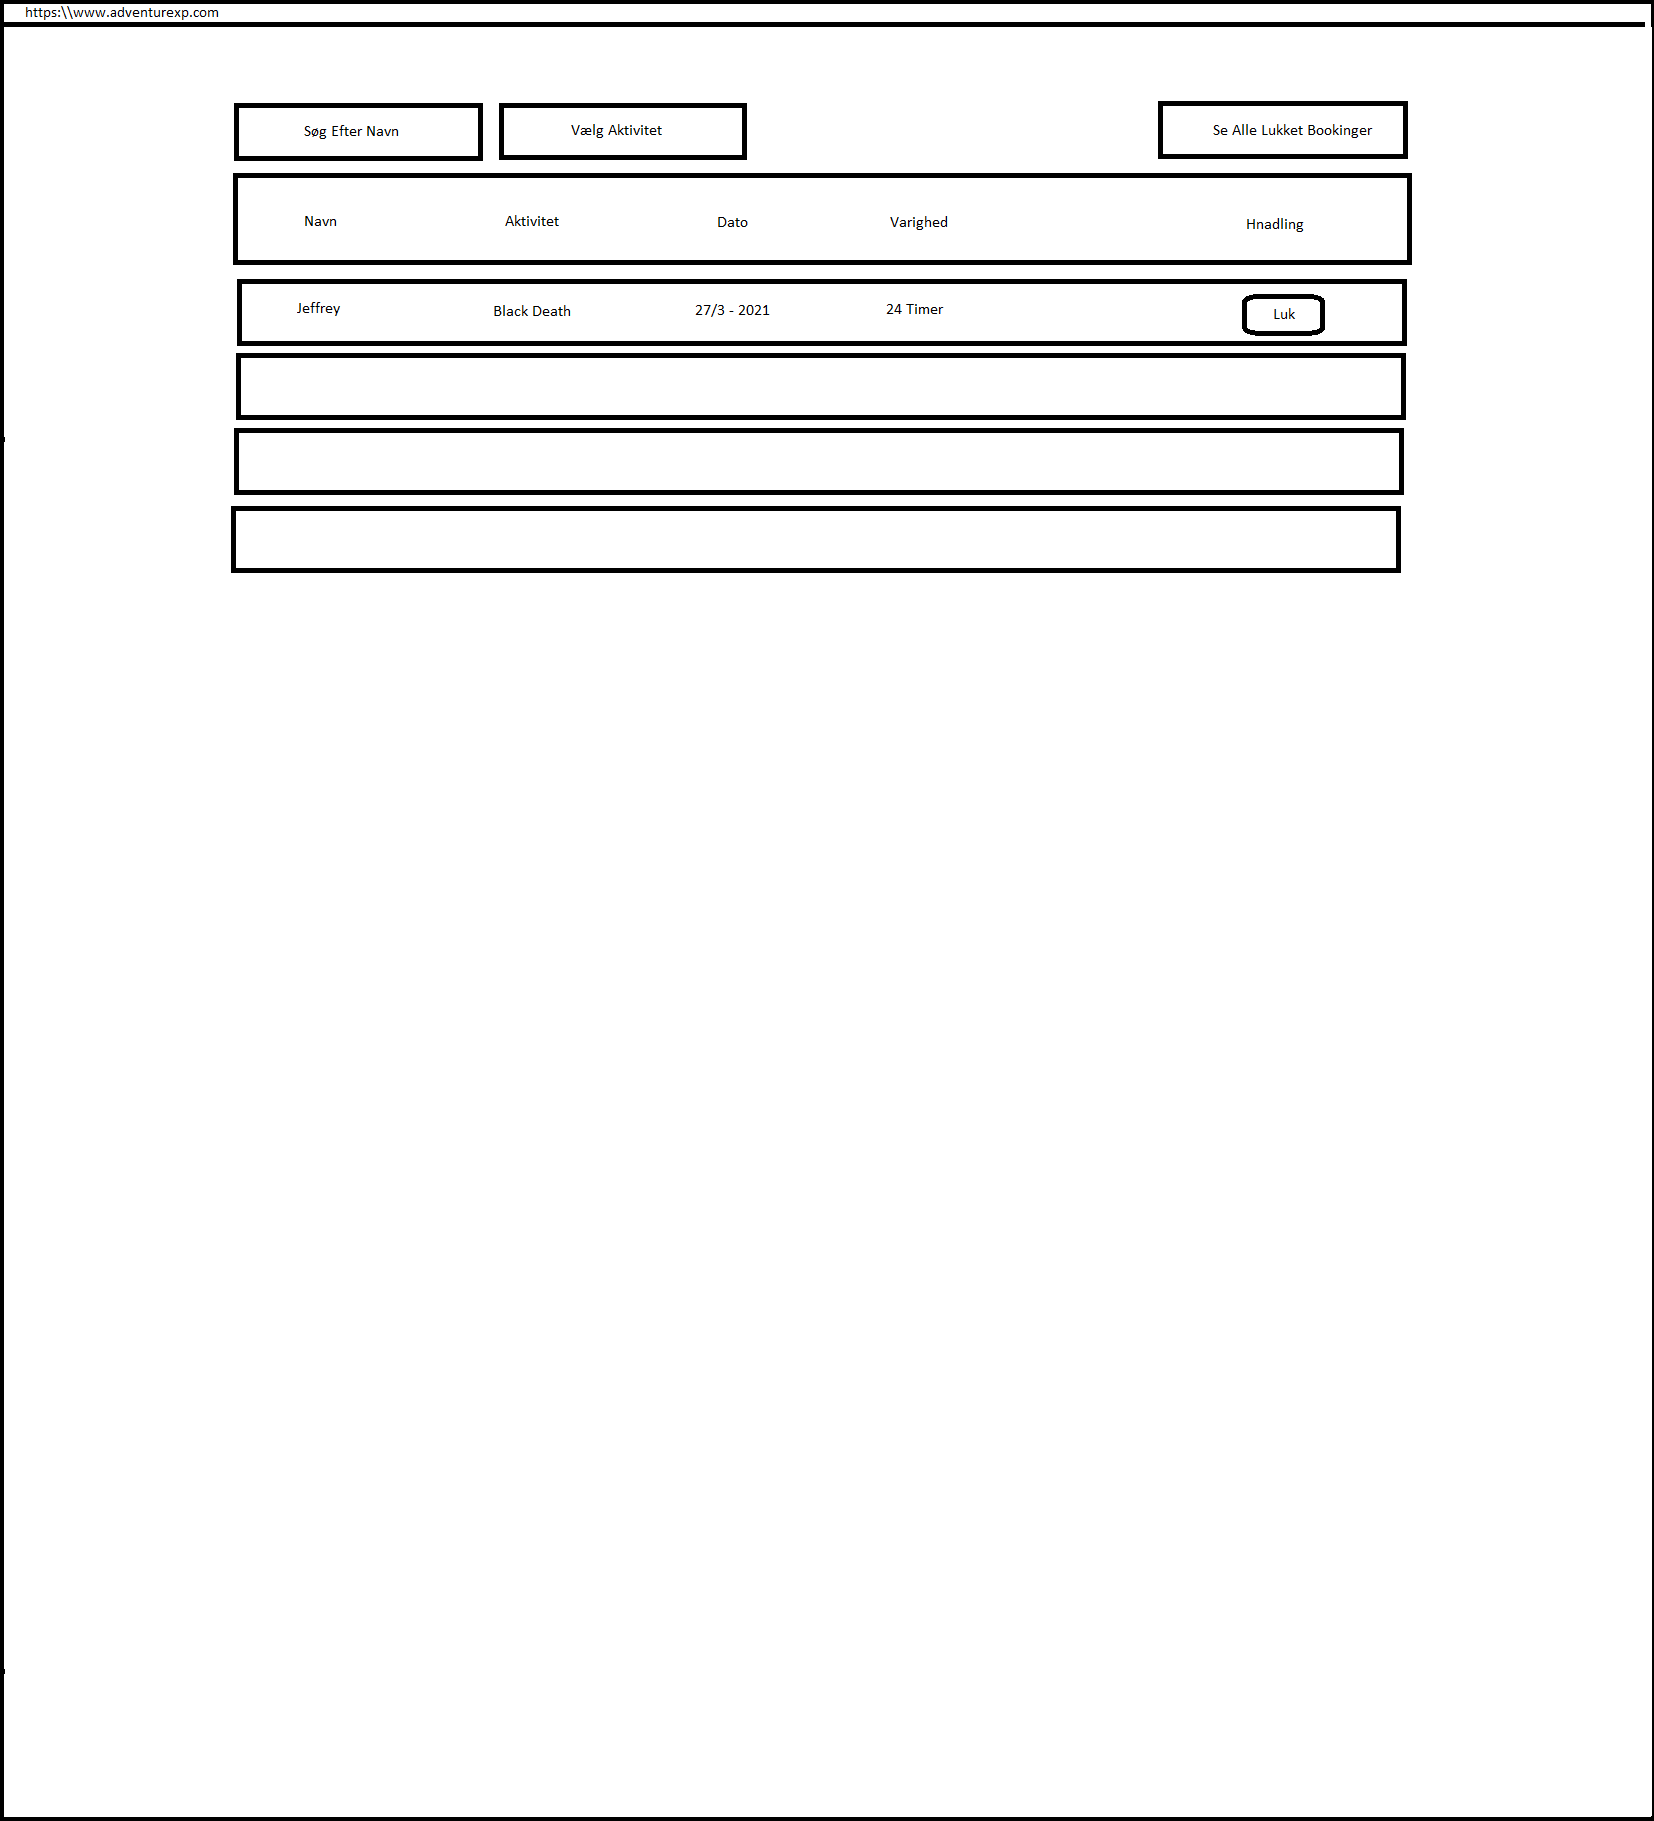 https:\\www.adventurexp.com
Søg Efter Navn
Vælg Aktivitet
Se Alle Lukket Bookinger
Navn
Aktivitet
Dato
Varighed
Hnadling
Jeffrey
Black Death
27/3 - 2021
24 Timer
Luk